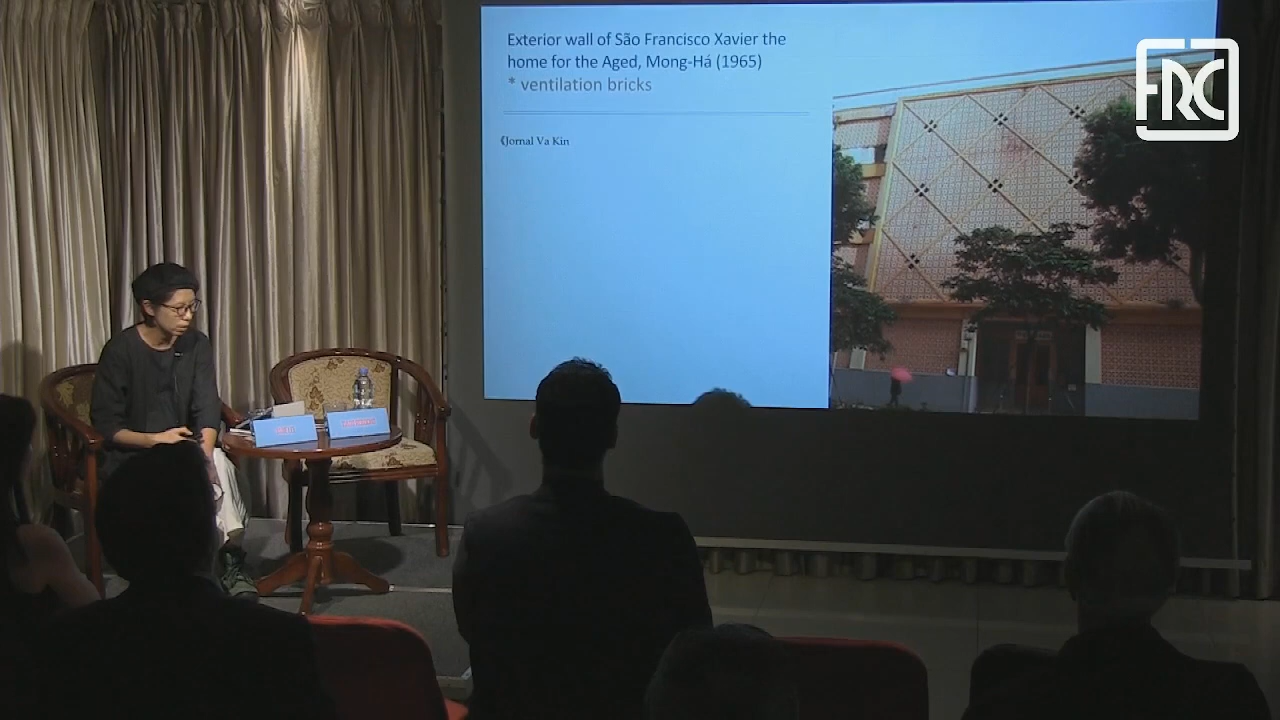 Exterior wall of São Francisco Xavier the
home for the Aged, Mong-Há (1965)
* ventilation bricks
《Jornal Va Kin
FRC